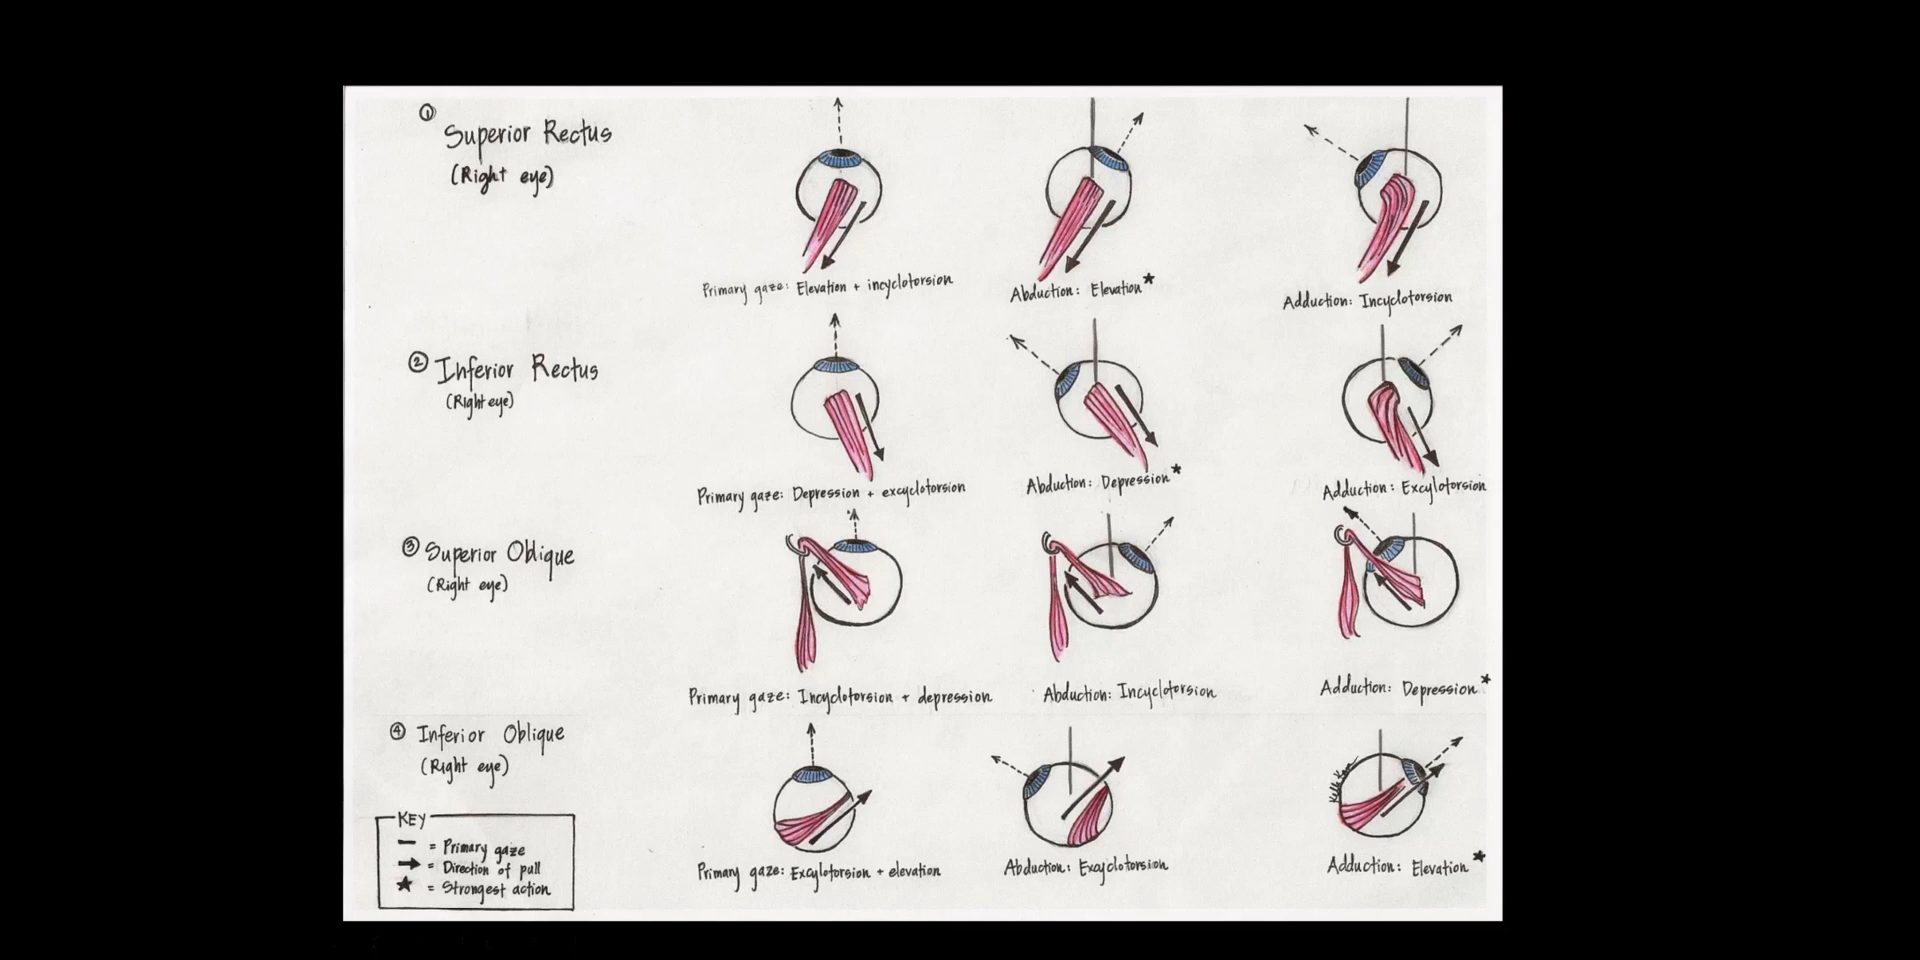 ① Superior Rectus
(Right eye)
Primary gaze: Elevation + incyclotorsion
Abduction: Elevation★
Adduction: Incyclotorsion
② Inferior Rectus
(Right eye)
Primary gaze: Depression + excyclotorsion
Abduction: Depression★
Adduction: Excylotorsion
③ Superior Oblique
(Right eye)
Primary gaze: Incyclotorsion + depression
Abduction: Incyclotorsion
Adduction: Depression★
④ Inferior Oblique
(Right eye)
Primary gaze: Excylotorsion + elevation
Abduction: Excyclotorsion
Adduction: Elevation★
KEY
— = Primary gaze
→ = Direction of pull
★ = Strongest action